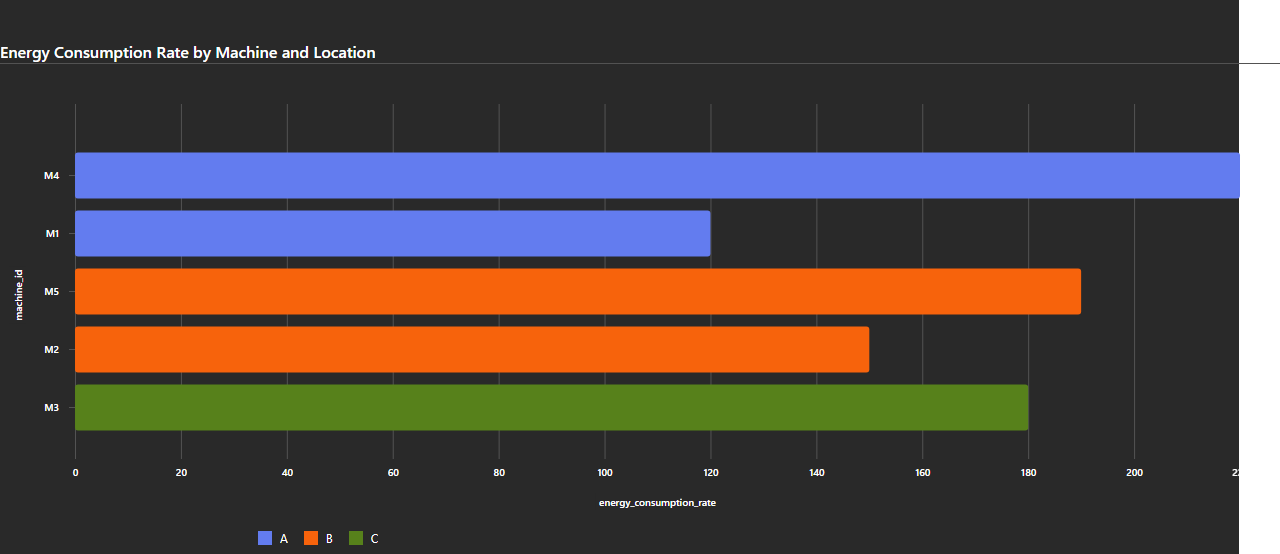 Energy Consumption Rate by Machine and Location
M4
M1
M5
M2
M3
machine_id
0 20 40 60 80 100 120 140 160 180 200
energy_consumption_rate
A B C